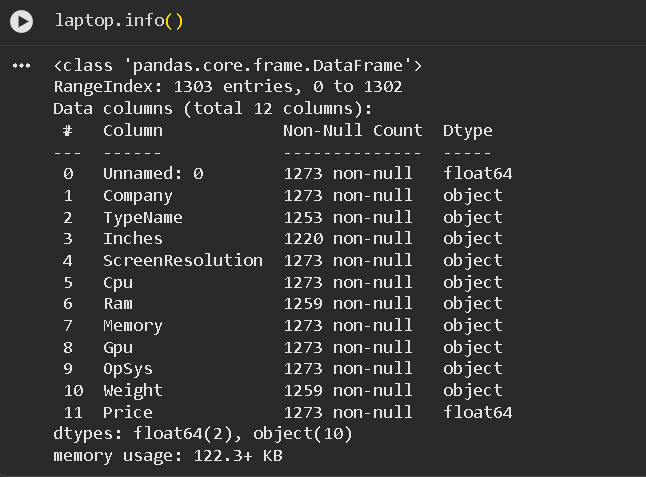 laptop.info()
<class 'pandas.core.frame.DataFrame'>
RangeIndex: 1303 entries, 0 to 1302
Data columns (total 12 columns):
 #   Column            Non-Null Count  Dtype
---  ------            --------------  -----
 0   Unnamed: 0        1273 non-null   float64
 1   Company           1273 non-null   object
 2   TypeName          1253 non-null   object
 3   Inches            1220 non-null   object
 4   ScreenResolution  1273 non-null   object
 5   Cpu               1273 non-null   object
 6   Ram               1259 non-null   object
 7   Memory            1273 non-null   object
 8   Gpu               1273 non-null   object
 9   OpSys             1273 non-null   object
 10  Weight            1259 non-null   object
 11  Price             1273 non-null   float64
dtypes: float64(2), object(10)
memory usage: 122.3+ KB